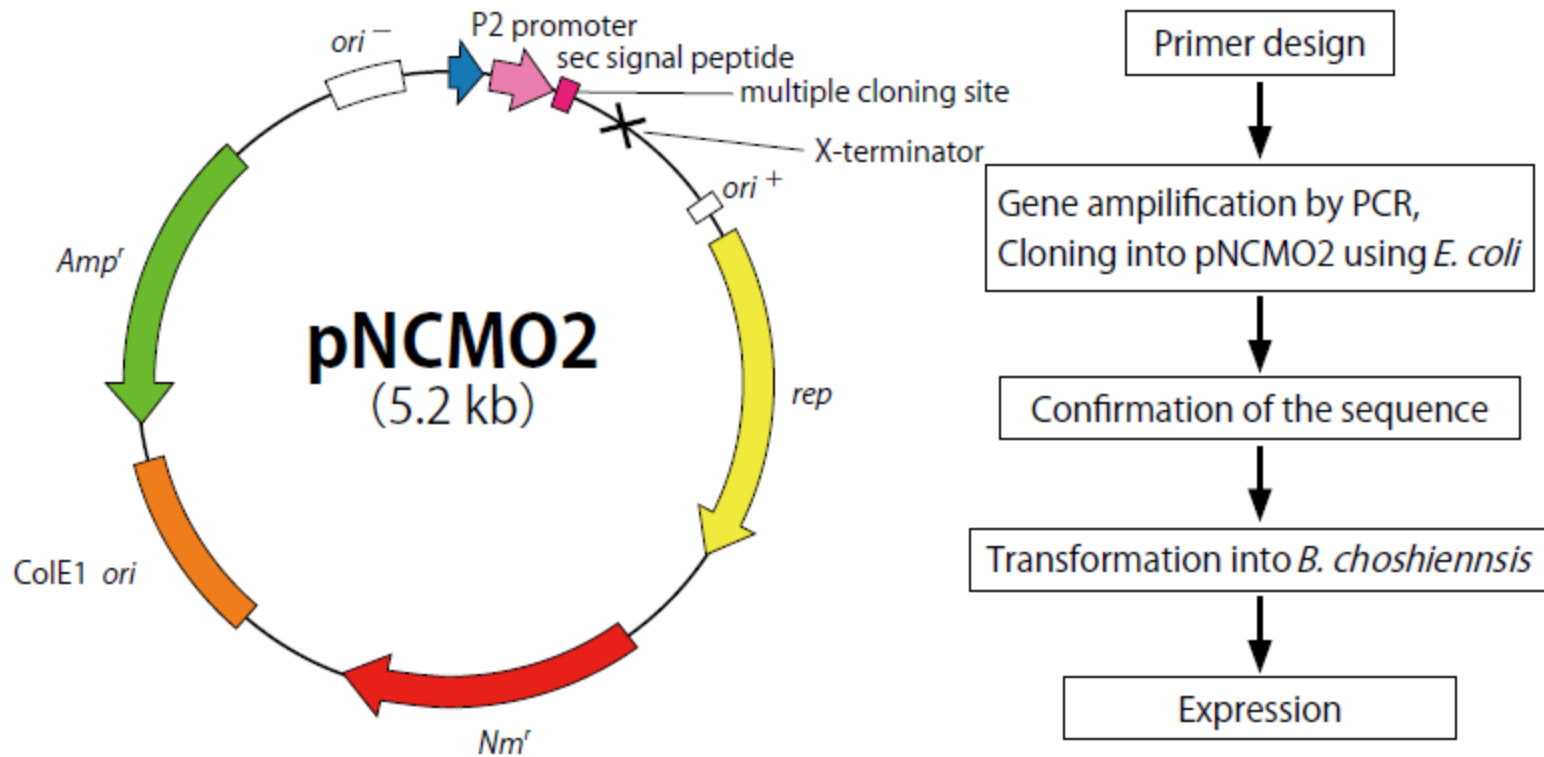 ori −
P2 promoter
sec signal peptide
multiple cloning site
X-terminator
ori +
Ampʳ
pNCMO2
(5.2 kb)
rep
ColE1 ori
Nmʳ
Primer design
Gene ampilification by PCR,
Cloning into pNCMO2 using E. coli
Confirmation of the sequence
Transformation into B. choshiennsis
Expression